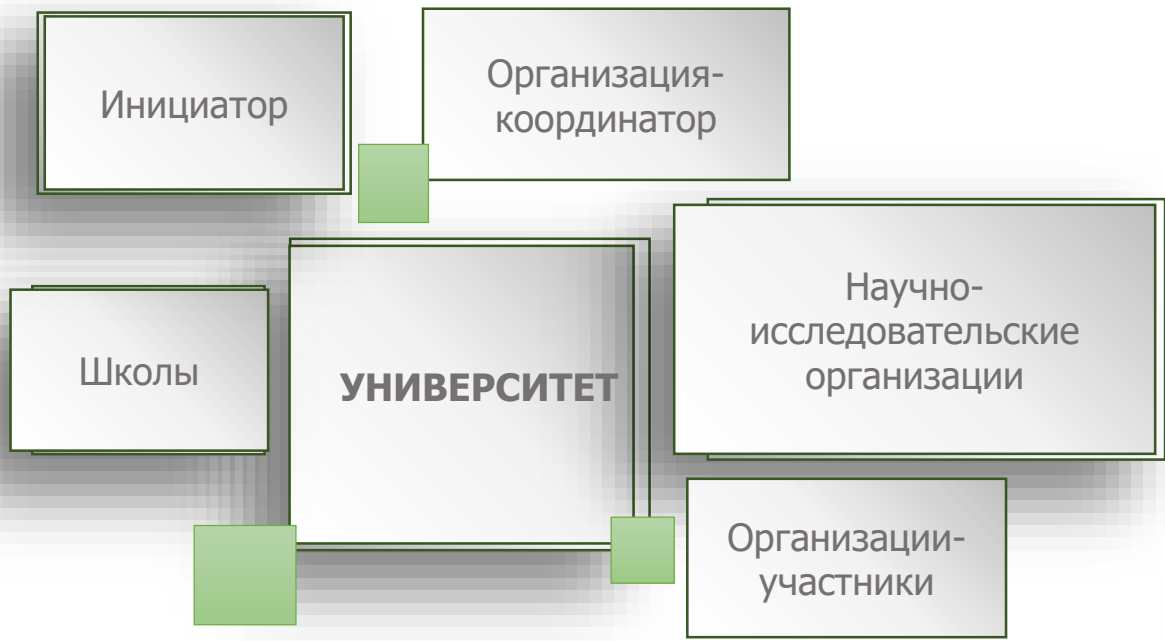 Инициатор
Организация-
координатор
Школы
УНИВЕРСИТЕТ
Научно-
исследовательские
организации
Организации-
участники